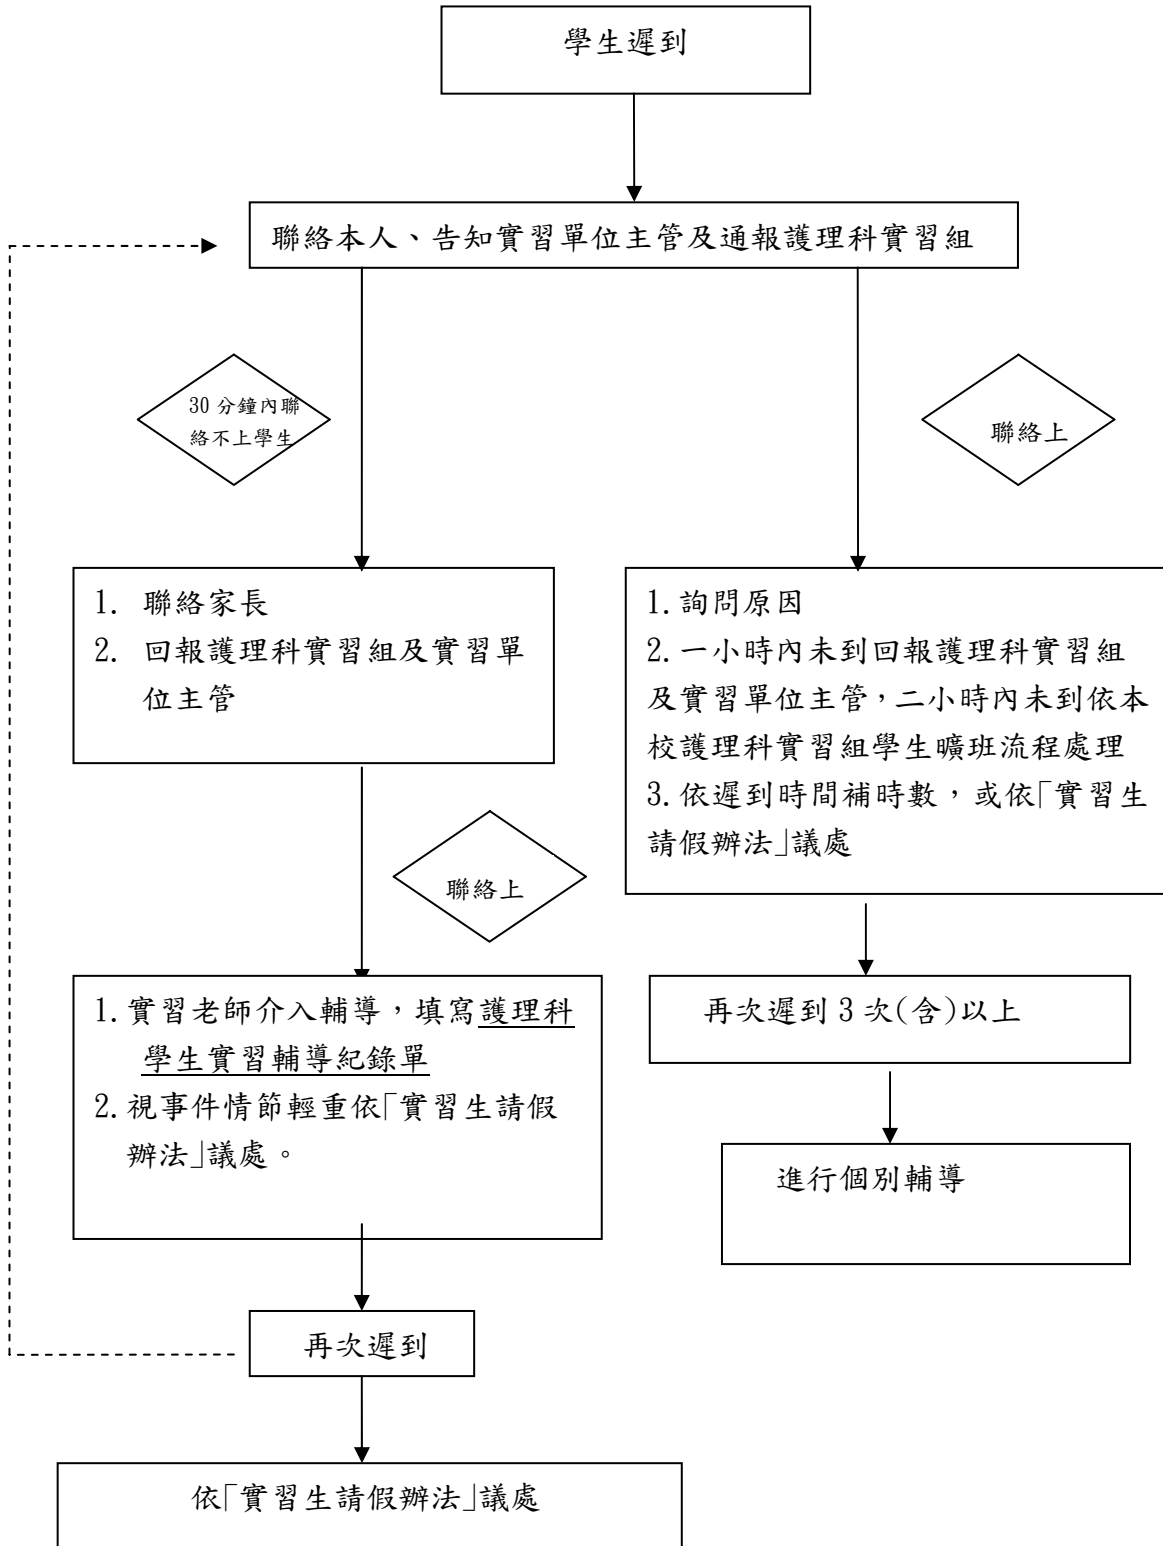 學生遲到
聯絡本人、告知實習單位主管及通報護理科實習組
30 分鐘內聯
絡不上學生
聯絡上
1. 聯絡家長
2. 回報護理科實習組及實習單
位主管
1.詢問原因
2.一小時內未到回報護理科實習組
及實習單位主管,二小時內未到依本
校護理科實習組學生曠班流程處理
3.依遲到時間補時數,或依「實習生
請假辦法」議處
聯絡上
1.實習老師介入輔導,填寫護理科
學生實習輔導紀錄單
2.視事件情節輕重依「實習生請假
辦法」議處。
再次遲到 3 次(含)以上
進行個別輔導
再次遲到
依「實習生請假辦法」議處